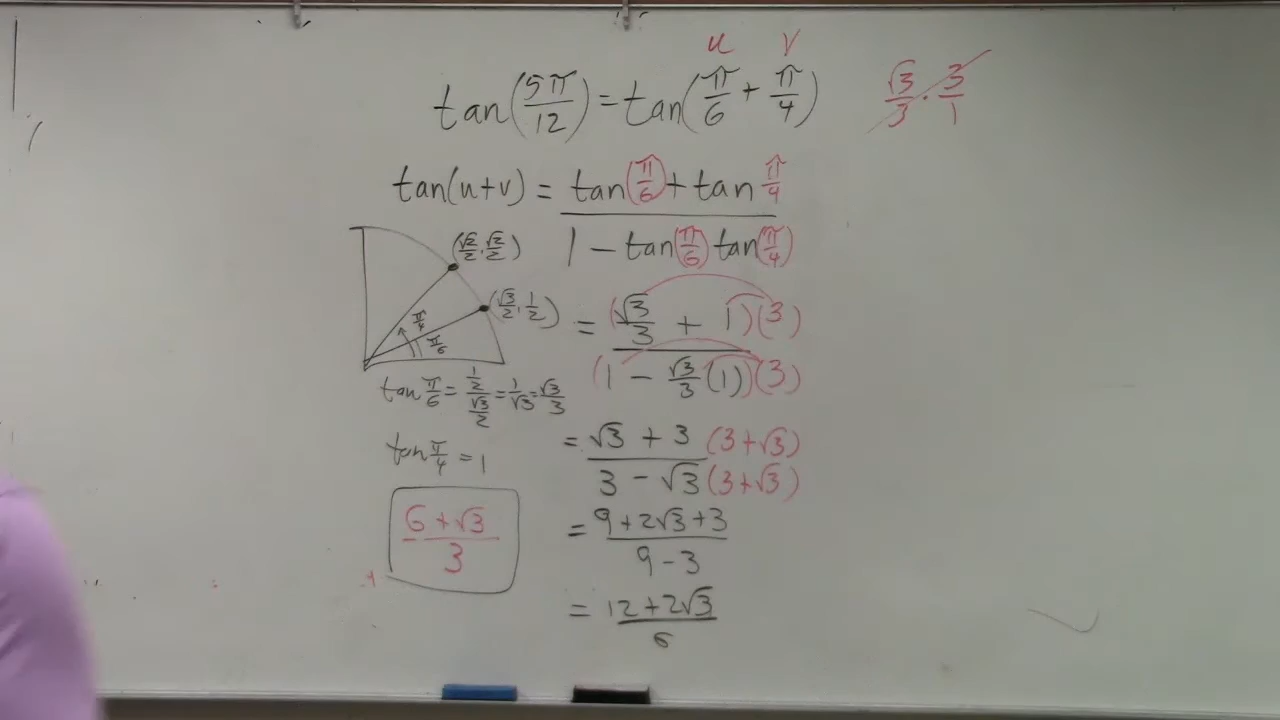 u v
tan(5π/12) = tan(π/6 + π/4) √3/3 · 3/1
tan(u+v) = (tan(π/6) + tan π/4)/(1 − tan(π/6) tan(π/4))
(√2/2, √2/2)
(√3/2, 1/2)
π/4
π/6
= (√3/3 + 1)(3)/(1 − √3/3 (1))(3)
tan π/6 = (1/2)/(√3/2) = 1/√3 = √3/3
= √3 + 3 (3+√3)/3 − √3 (3+√3)
tan π/4 = 1
= (9 + 2√3 + 3)/(9 − 3)
(6 + √3)/3
= (12 + 2√3)/6